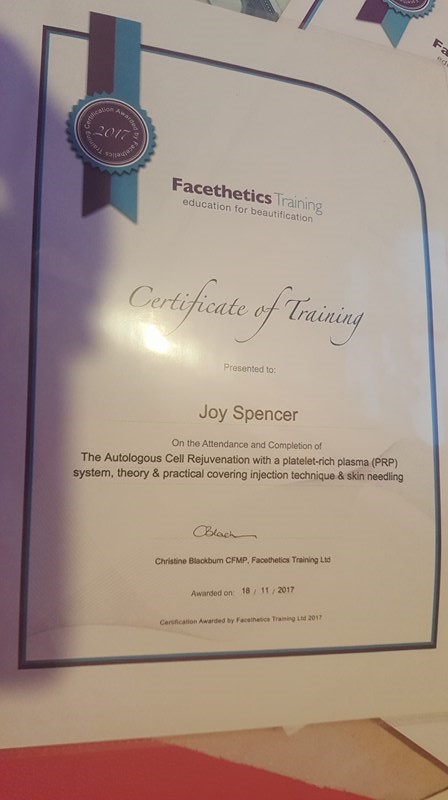 Certification Awarded by Facethetics Training
2017
Facethetics Training
education for beautification
Certificate of Training
Presented to:
Joy Spencer
On the Attendance and Completion of
The Autologous Cell Rejuvenation with a platelet-rich plasma (PRP)
system, theory & practical covering injection technique & skin needling
CBlack
Christine Blackburn CFMP, Facethetics Training Ltd
Awarded on: 18 / 11 / 2017
Certification Awarded by Facethetics Training Ltd 2017
Fa
edu